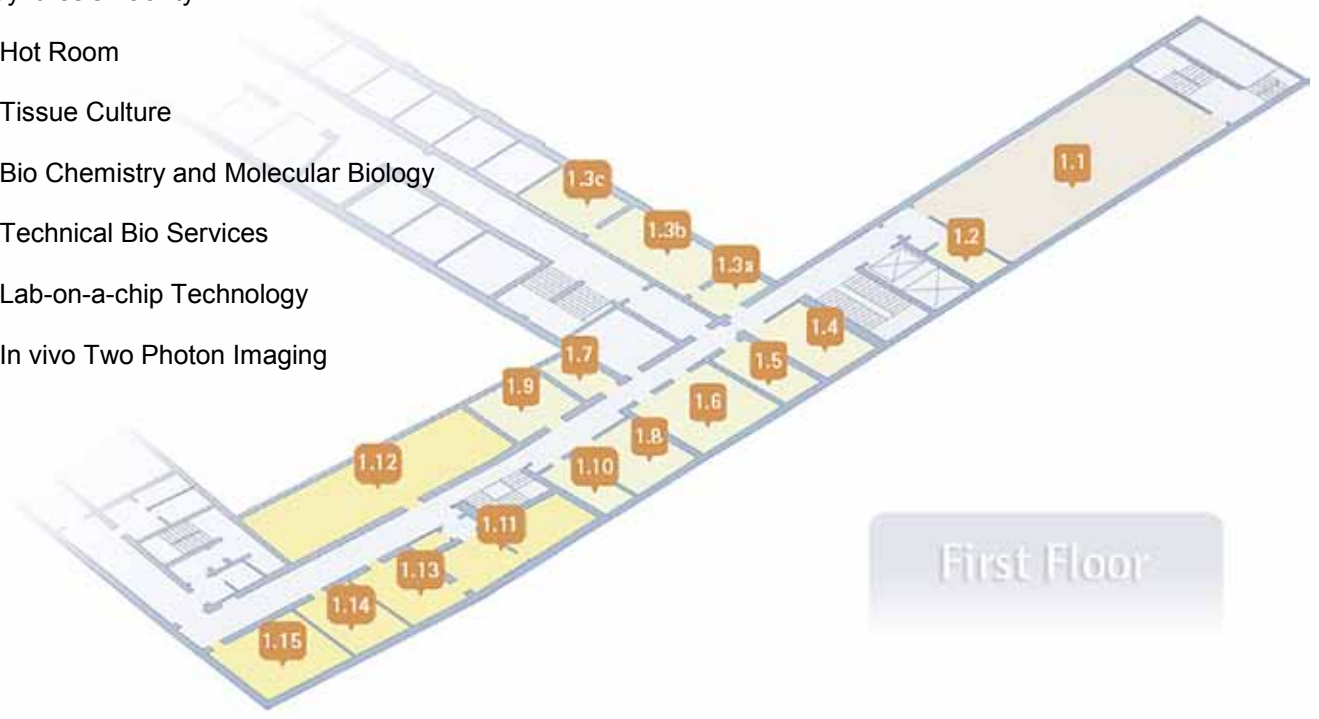 Hot Room
Tissue Culture
Bio Chemistry and Molecular Biology
Technical Bio Services
Lab-on-a-chip Technology
In vivo Two Photon Imaging
1.1
1.2
1.3c
1.3b
1.3a
1.4
1.5
1.7
1.6
1.9
1.8
1.10
1.12
1.11
1.13
1.14
1.15
First Floor